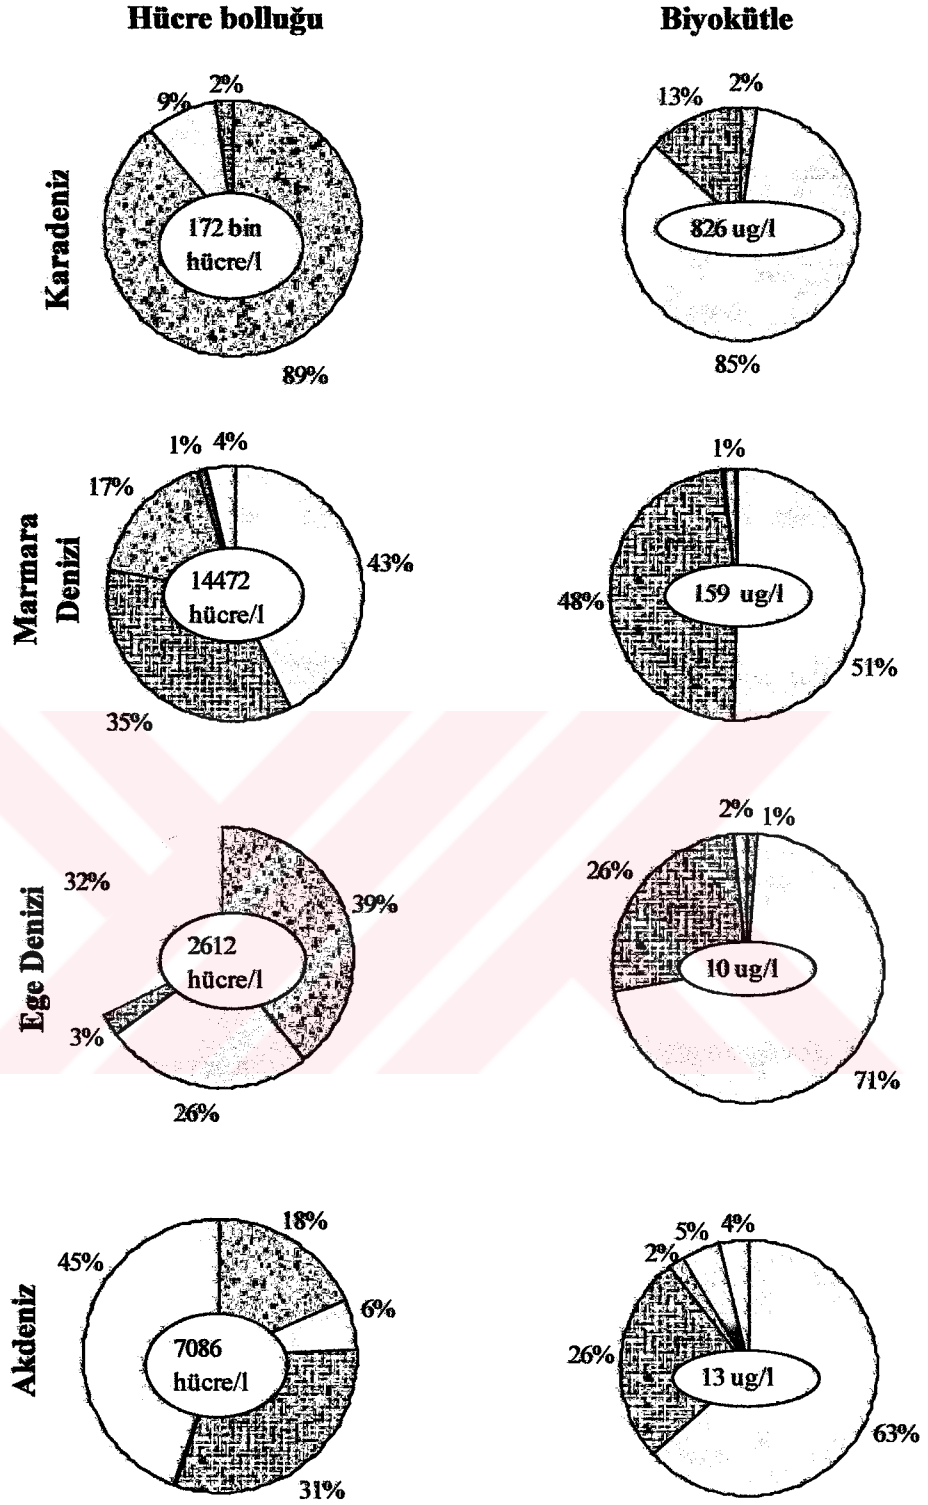 Hücre bolluğu
Biyokütle
Karadeniz
2%
9%
172 bin
hücre/l
89%
2%
13%
826 ug/l
85%
Marmara
Denizi
1%
4%
17%
43%
14472
hücre/l
35%
1%
48%
159 ug/l
51%
Ege Denizi
32%
39%
2612
hücre/l
3%
26%
2%
1%
26%
10 ug/l
71%
Akdeniz
18%
45%
6%
7086
hücre/l
31%
4%
5%
2%
26%
13 ug/l
63%